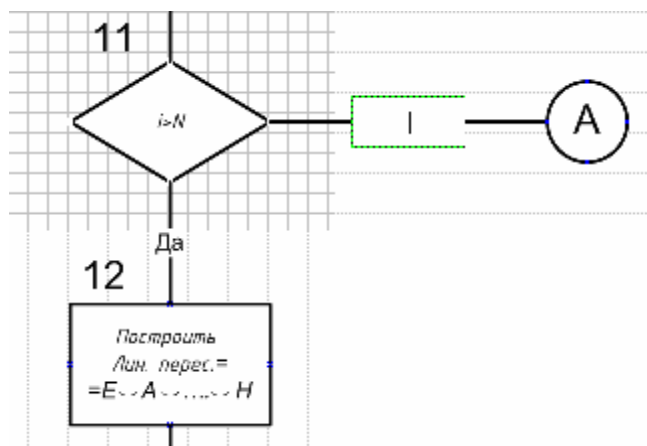 11
i>N
I
A
Да
12
Построить
Лин. перес.=
=E◡A◡....◡H